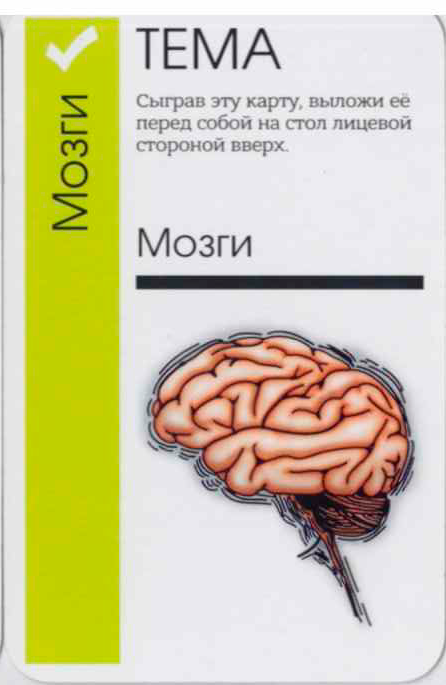 Мозги
ТЕМА
Сыграв эту карту, выложи её
перед собой на стол лицевой
стороной вверх.
Мозги